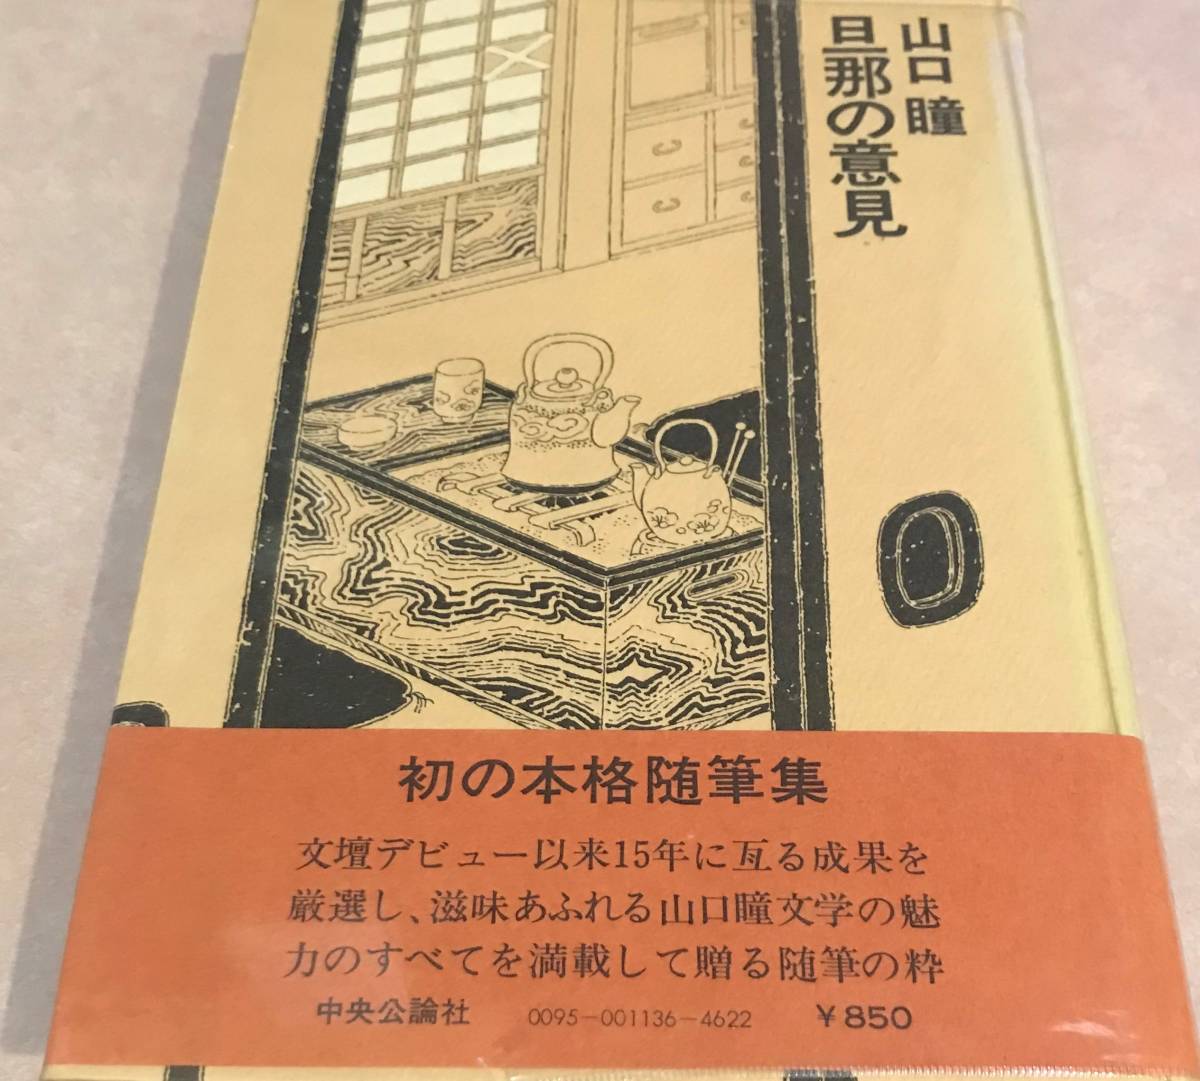 山口 瞳
旦那の意見
初の本格随筆集
文壇デビュー以来15年に亙る成果を
厳選し、滋味あふれる山口瞳文学の魅
力のすべてを満載して贈る随筆の粋
中央公論社 0095-001136-4622 ¥850